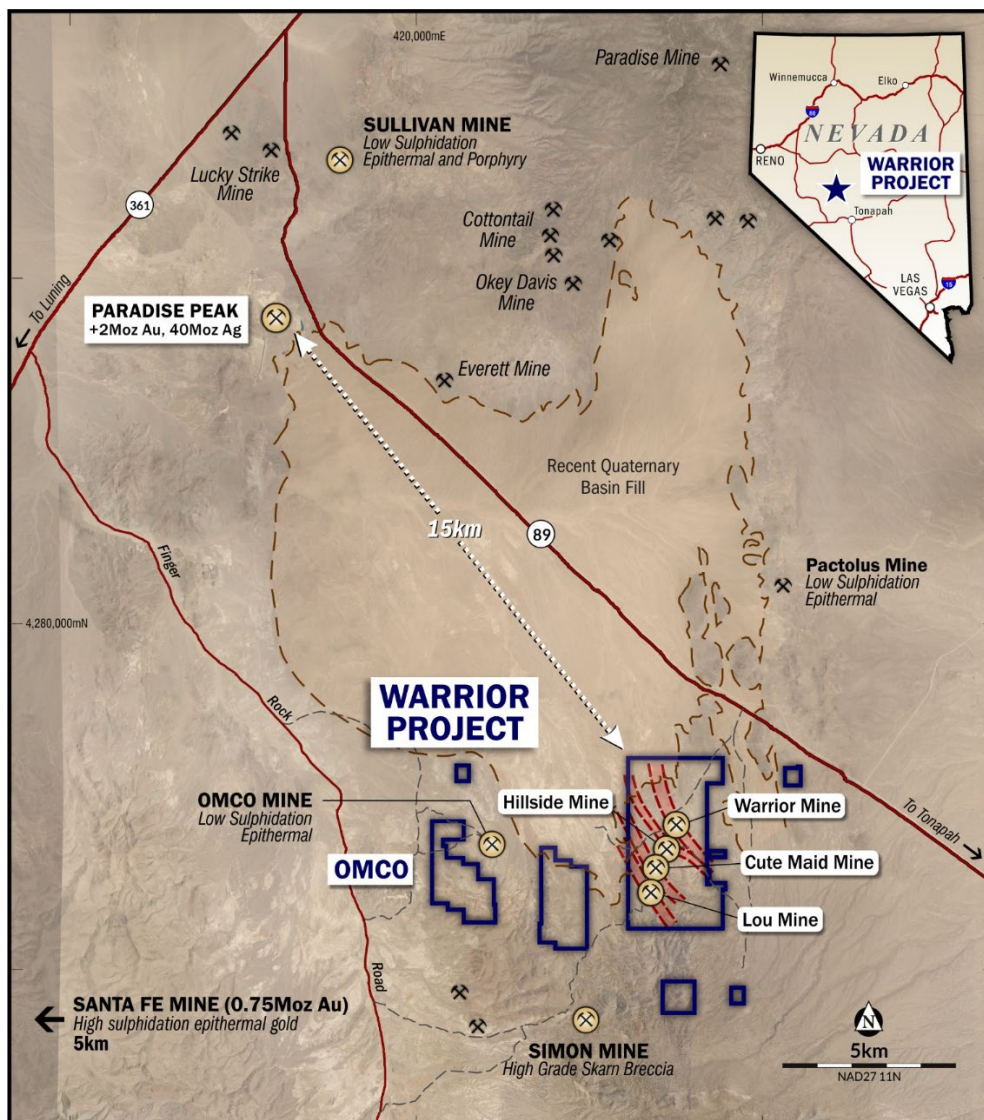 420,000mE
Paradise Mine
Winnemucca
Elko
80
NEVADA
RENO
WARRIOR
PROJECT
Tonapah
LAS
VEGAS
15
SULLIVAN MINE
Low Sulphidation
Epithermal and Porphyry
Lucky Strike
Mine
361
To Luning
Cottontail
Mine
Okey Davis
Mine
PARADISE PEAK
+2Moz Au, 40Moz Ag
Everett Mine
Recent Quaternary
Basin Fill
15km
89
Finger
Pactolus Mine
Low Sulphidation
Epithermal
4,280,000mN
Rock
WARRIOR
PROJECT
OMCO MINE
Low Sulphidation
Epithermal
Hillside Mine
Warrior Mine
To Tonapah
OMCO
Cute Maid Mine
Lou Mine
Road
SANTA FE MINE (0.75Moz Au)
High sulphidation epithermal gold
5km
SIMON MINE
High Grade Skarn Breccia
N
5km
NAD27 11N